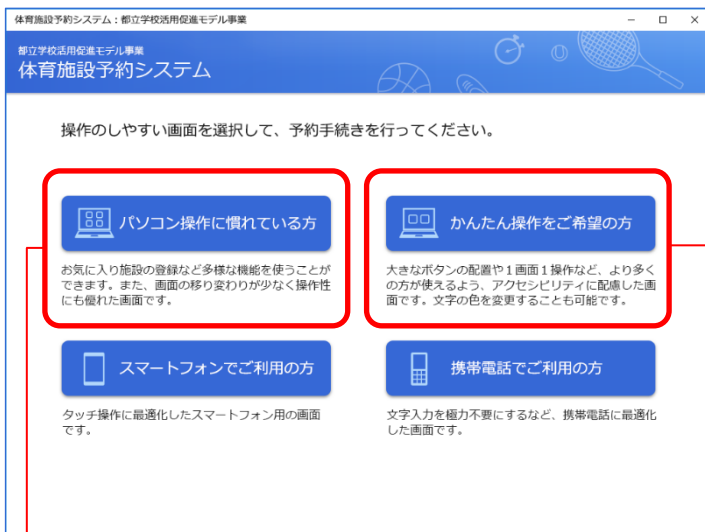 体育施設予約システム：都立学校活用促進モデル事業
都立学校活用促進モデル事業
体育施設予約システム
操作のしやすい画面を選択して、予約手続きを行ってください。
パソコン操作に慣れている方
お気に入り施設の登録など多様な機能を使うことが
できます。また、画面の移り変わりが少なく操作性
にも優れた画面です。
かんたん操作をご希望の方
大きなボタンの配置や１画面１操作など、より多く
の方が使えるよう、アクセシビリティに配慮した画
面です。文字の色を変更することも可能です。
スマートフォンでご利用の方
タッチ操作に最適化したスマートフォン用の画面
です。
携帯電話でご利用の方
文字入力を極力不要にするなど、携帯電話に最適化
した画面です。